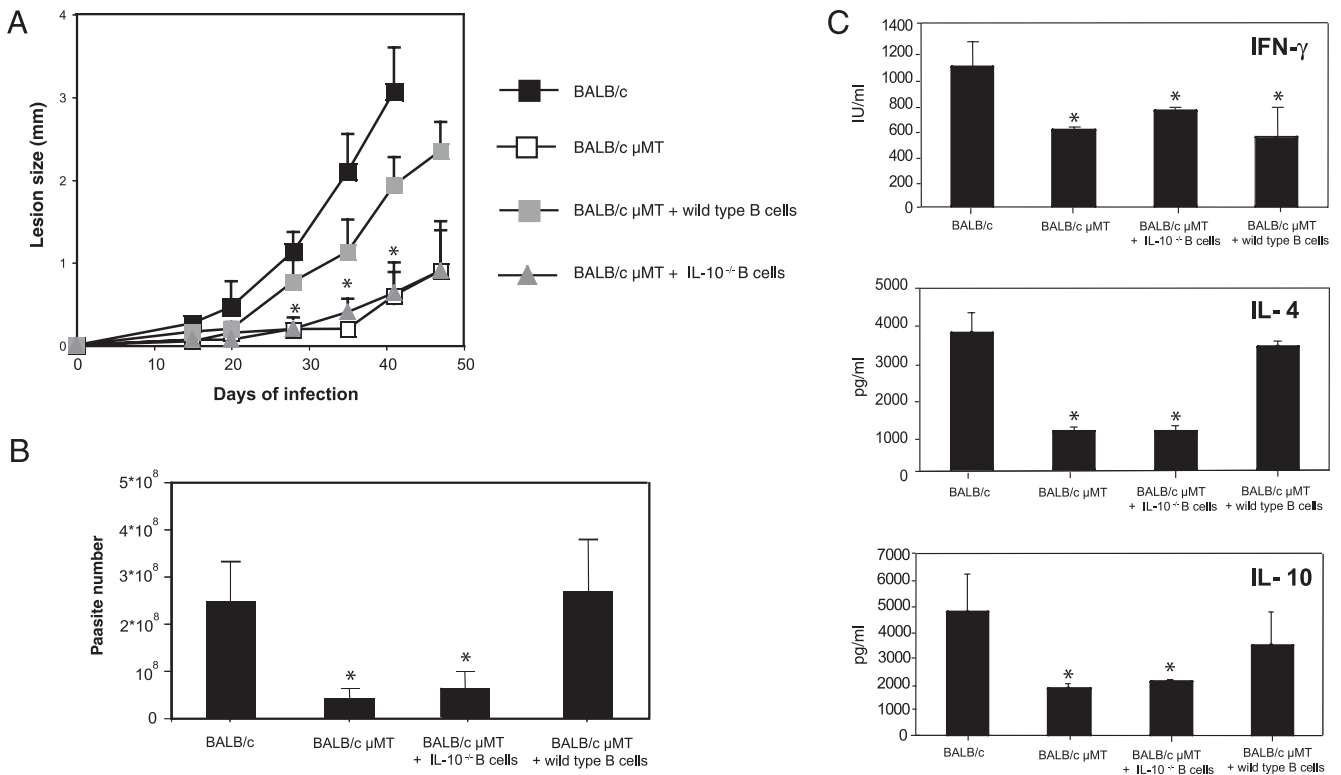 A
4
3
2
1
0
0
10
20
30
40
50
Lesion size (mm)
Days of infection
*
*
*
BALB/c
BALB/c µMT
BALB/c µMT + wild type B cells
BALB/c µMT + IL-10-/- B cells
B
5*10⁸
4*10⁸
3*10⁸
2*10⁸
10⁸
0
Paasite number
*
*
BALB/c
BALB/c µMT
BALB/c µMT
+ IL-10-/- B cells
BALB/c µMT
+ wild type B cells
C
IFN-γ
1400
1200
1000
800
600
400
200
0
IU/ml
*
*
*
BALB/c
BALB/c µMT
BALB/c µMT
+ IL-10-/- B cells
BALB/c µMT
+ wild type B cells
IL- 4
5000
4000
3000
2000
1000
0
pg/ml
*
*
BALB/c
BALB/c µMT
BALB/c µMT
+ IL-10-/- B cells
BALB/c µMT
+ wild type B cells
IL- 10
7000
6000
5000
4000
3000
2000
1000
0
pg/ml
*
*
BALB/c
BALB/c µMT
BALB/c µMT
+ IL-10-/- B cells
BALB/c µMT
+ wild type B cells